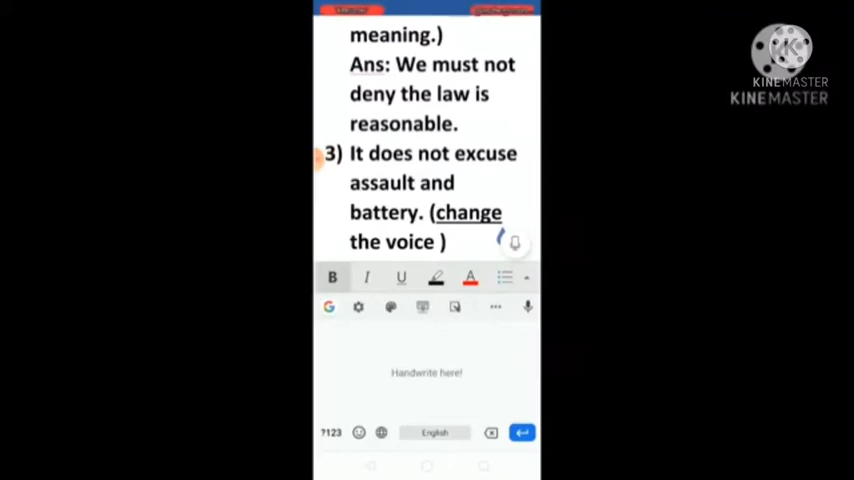 KINEMASTER
KINEMASTER
meaning.)
Ans: We must not
deny the law is
reasonable.
3) It does not excuse
assault and
battery. (change
the voice )
B I U A
G
Handwrite here!
?123 English